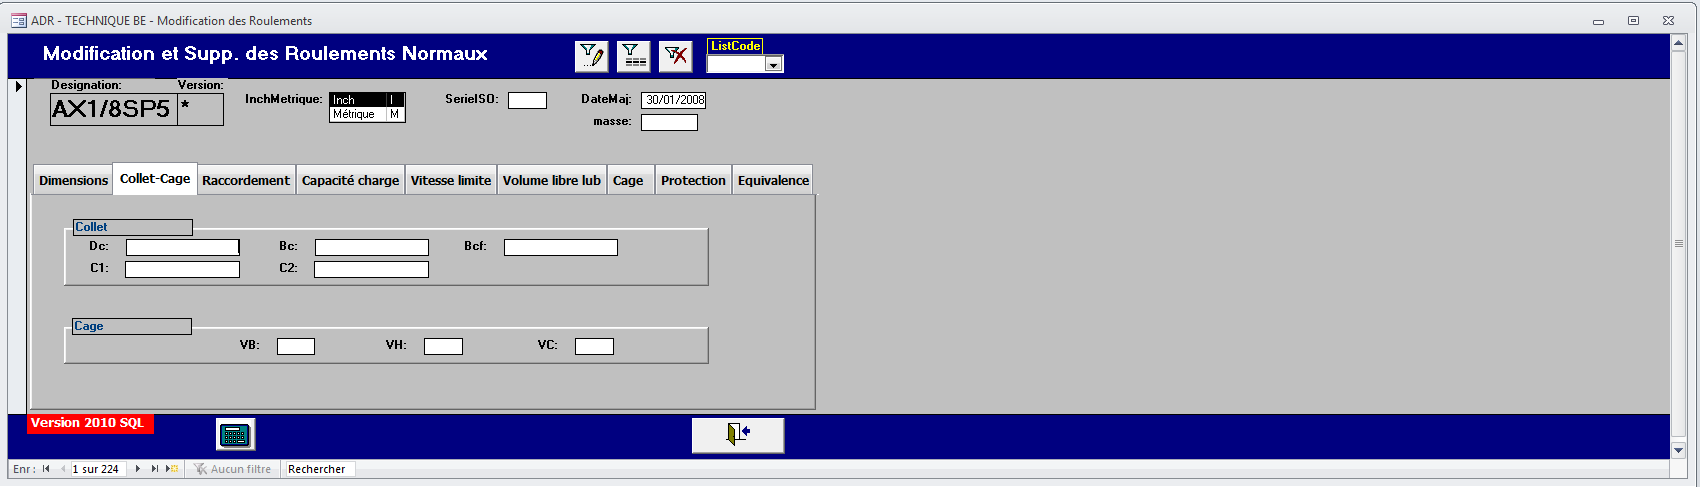 ADR - TECHNIQUE BE - Modification des Roulements
Modification et Supp. des Roulements Normaux
ListCode
Designation: Version:
AX1/8SP5 *
InchMetrique: Inch I
Métrique M
SerieISO:
DateMaj: 30/01/2008
masse:
Dimensions Collet-Cage Raccordement Capacité charge Vitesse limite Volume libre lub Cage Protection Equivalence
Collet
Dc: Bc: Bcf:
C1: C2:
Cage
VB: VH: VC:
Version 2010 SQL
Enr : 1 sur 224 Aucun filtre Rechercher